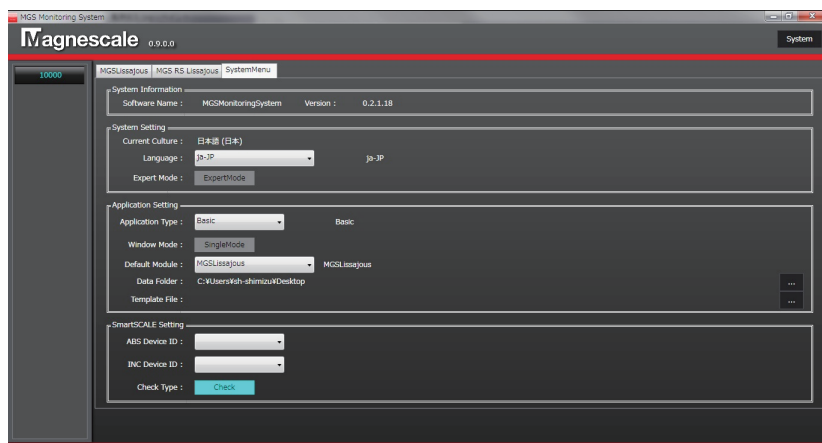 MGS Monitoring System
Magnescale 0.9.0.0
System
10000
MGSLissajous MGS RS Lissajous SystemMenu
System Information
Software Name : MGSMonitoringSystem Version : 0.2.1.18
System Setting
Current Culture : 日本語 (日本)
Language : ja-JP ja-JP
Expert Mode : ExpertMode
Application Setting
Application Type : Basic Basic
Window Mode : SingleMode
Default Module : MGSLissajous MGSLissajous
Data Folder : C:¥Users¥sh-shimizu¥Desktop ...
Template File : ...
SmartSCALE Setting
ABS Device ID :
INC Device ID :
Check Type : Check